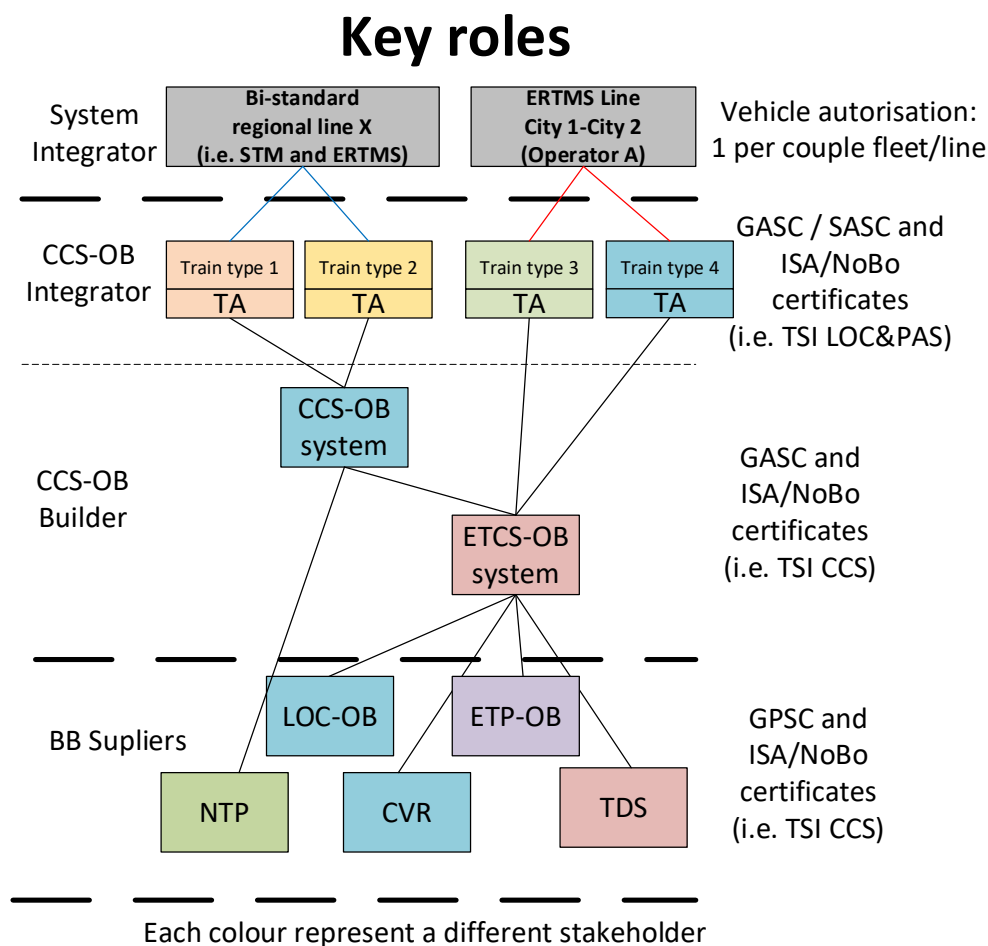 Key roles
System
Integrator
Bi-standard
regional line X
(i.e. STM and ERTMS)
ERTMS Line
City 1-City 2
(Operator A)
Vehicle autorisation:
1 per couple fleet/line
CCS-OB
Integrator
Train type 1
TA
Train type 2
TA
Train type 3
TA
Train type 4
TA
GASC / SASC and
ISA/NoBo
certificates
(i.e. TSI LOC&PAS)
CCS-OB
Builder
CCS-OB
system
ETCS-OB
system
GASC and
ISA/NoBo
certificates
(i.e. TSI CCS)
BB Supliers
LOC-OB
ETP-OB
NTP
CVR
TDS
GPSC and
ISA/NoBo
certificates
(i.e. TSI CCS)
Each colour represent a different stakeholder